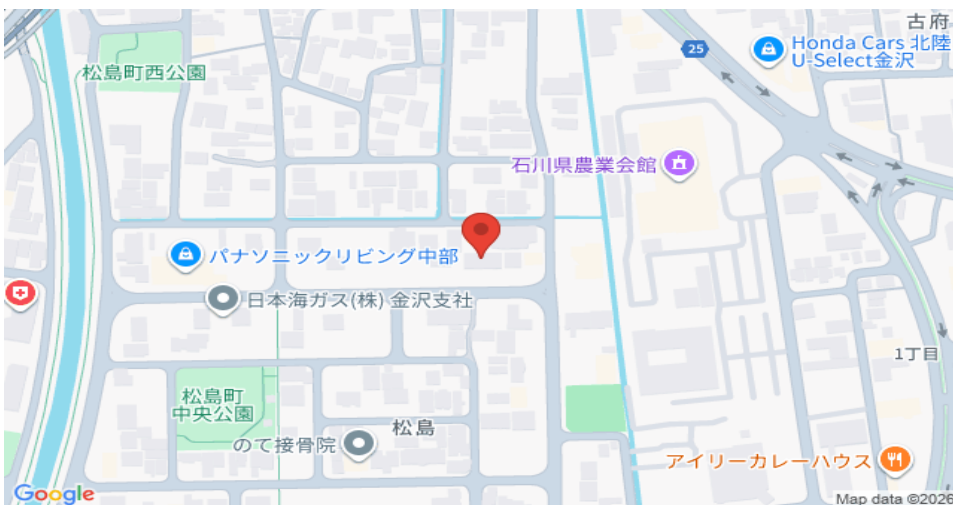 古府
25
Honda Cars 北陸
U-Select金沢
松島町西公園
石川県農業会館
パナソニックリビング中部
日本海ガス(株) 金沢支社
1丁目
松島町
中央公園
松島
のて接骨院
アイリーカレーハウス
Google
Map data ©2026